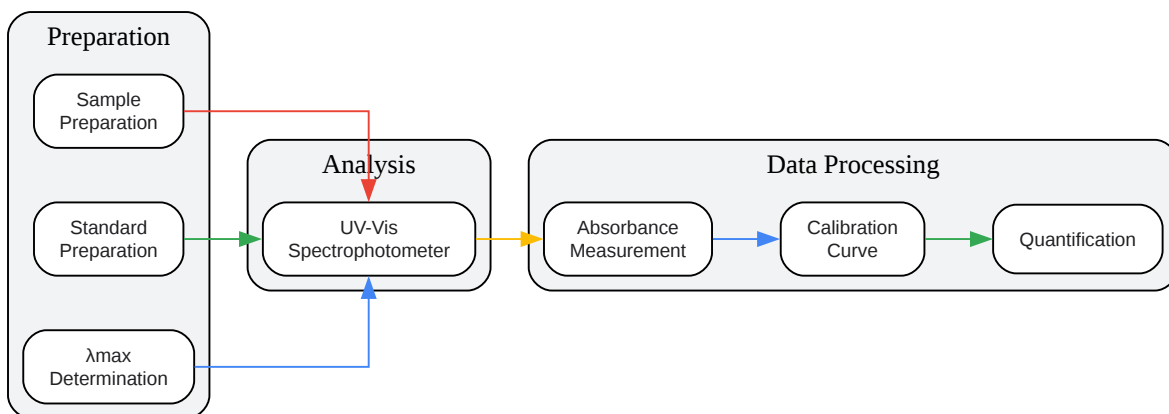 Preparation
Sample
Preparation
Standard
Preparation
λmax
Determination
Analysis
UV-Vis
Spectrophotometer
Data Processing
Absorbance
Measurement
Calibration
Curve
Quantification